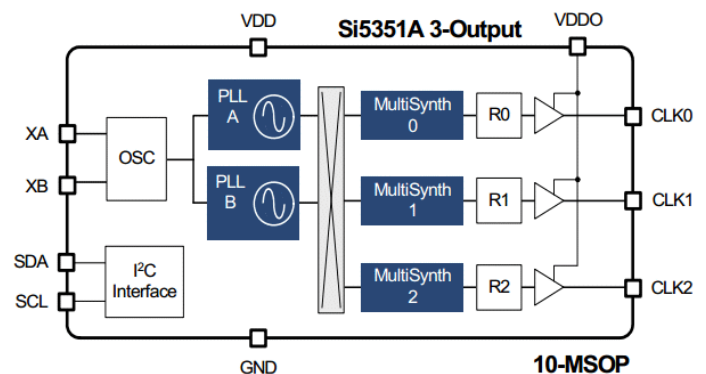 VDD
Si5351A 3-Output
VDDO
XA
XB
OSC
PLL
A
PLL
B
MultiSynth
0
R0
CLK0
MultiSynth
1
R1
CLK1
MultiSynth
2
R2
CLK2
SDA
SCL
I²C
Interface
GND
10-MSOP